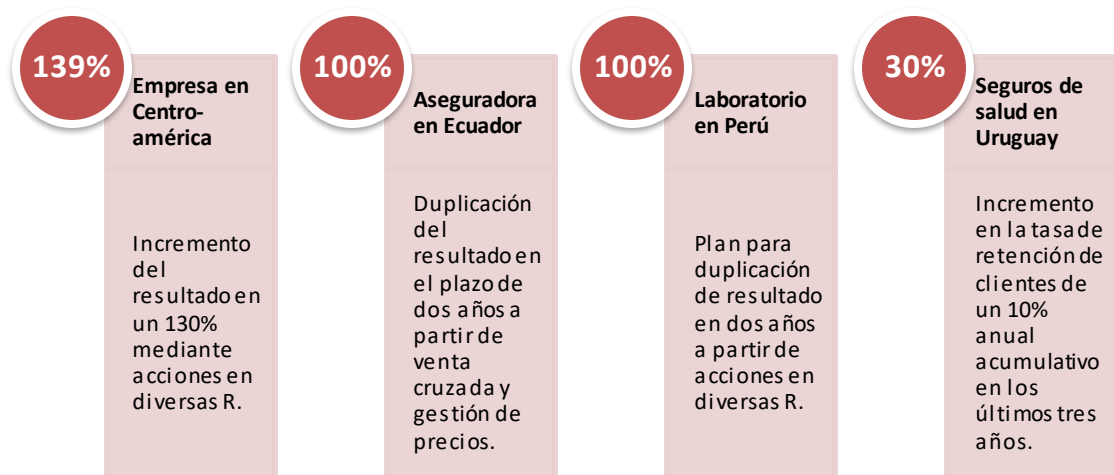 139%
Empresa en
Centro-
américa
Incremento
del
resultado en
un 130%
mediante
acciones en
diversas R.
100%
Aseguradora
en Ecuador
Duplicación
del
resultado en
el plazo de
dos años a
partir de
venta
cruzada y
gestión de
precios.
100%
Laboratorio
en Perú
Plan para
duplicación
de resultado
en dos años
a partir de
acciones en
diversas R.
30%
Seguros de
salud en
Uruguay
Incremento
en la tasa de
retención de
clientes de
un 10%
anual
acumulativo
en los
últimos tres
años.